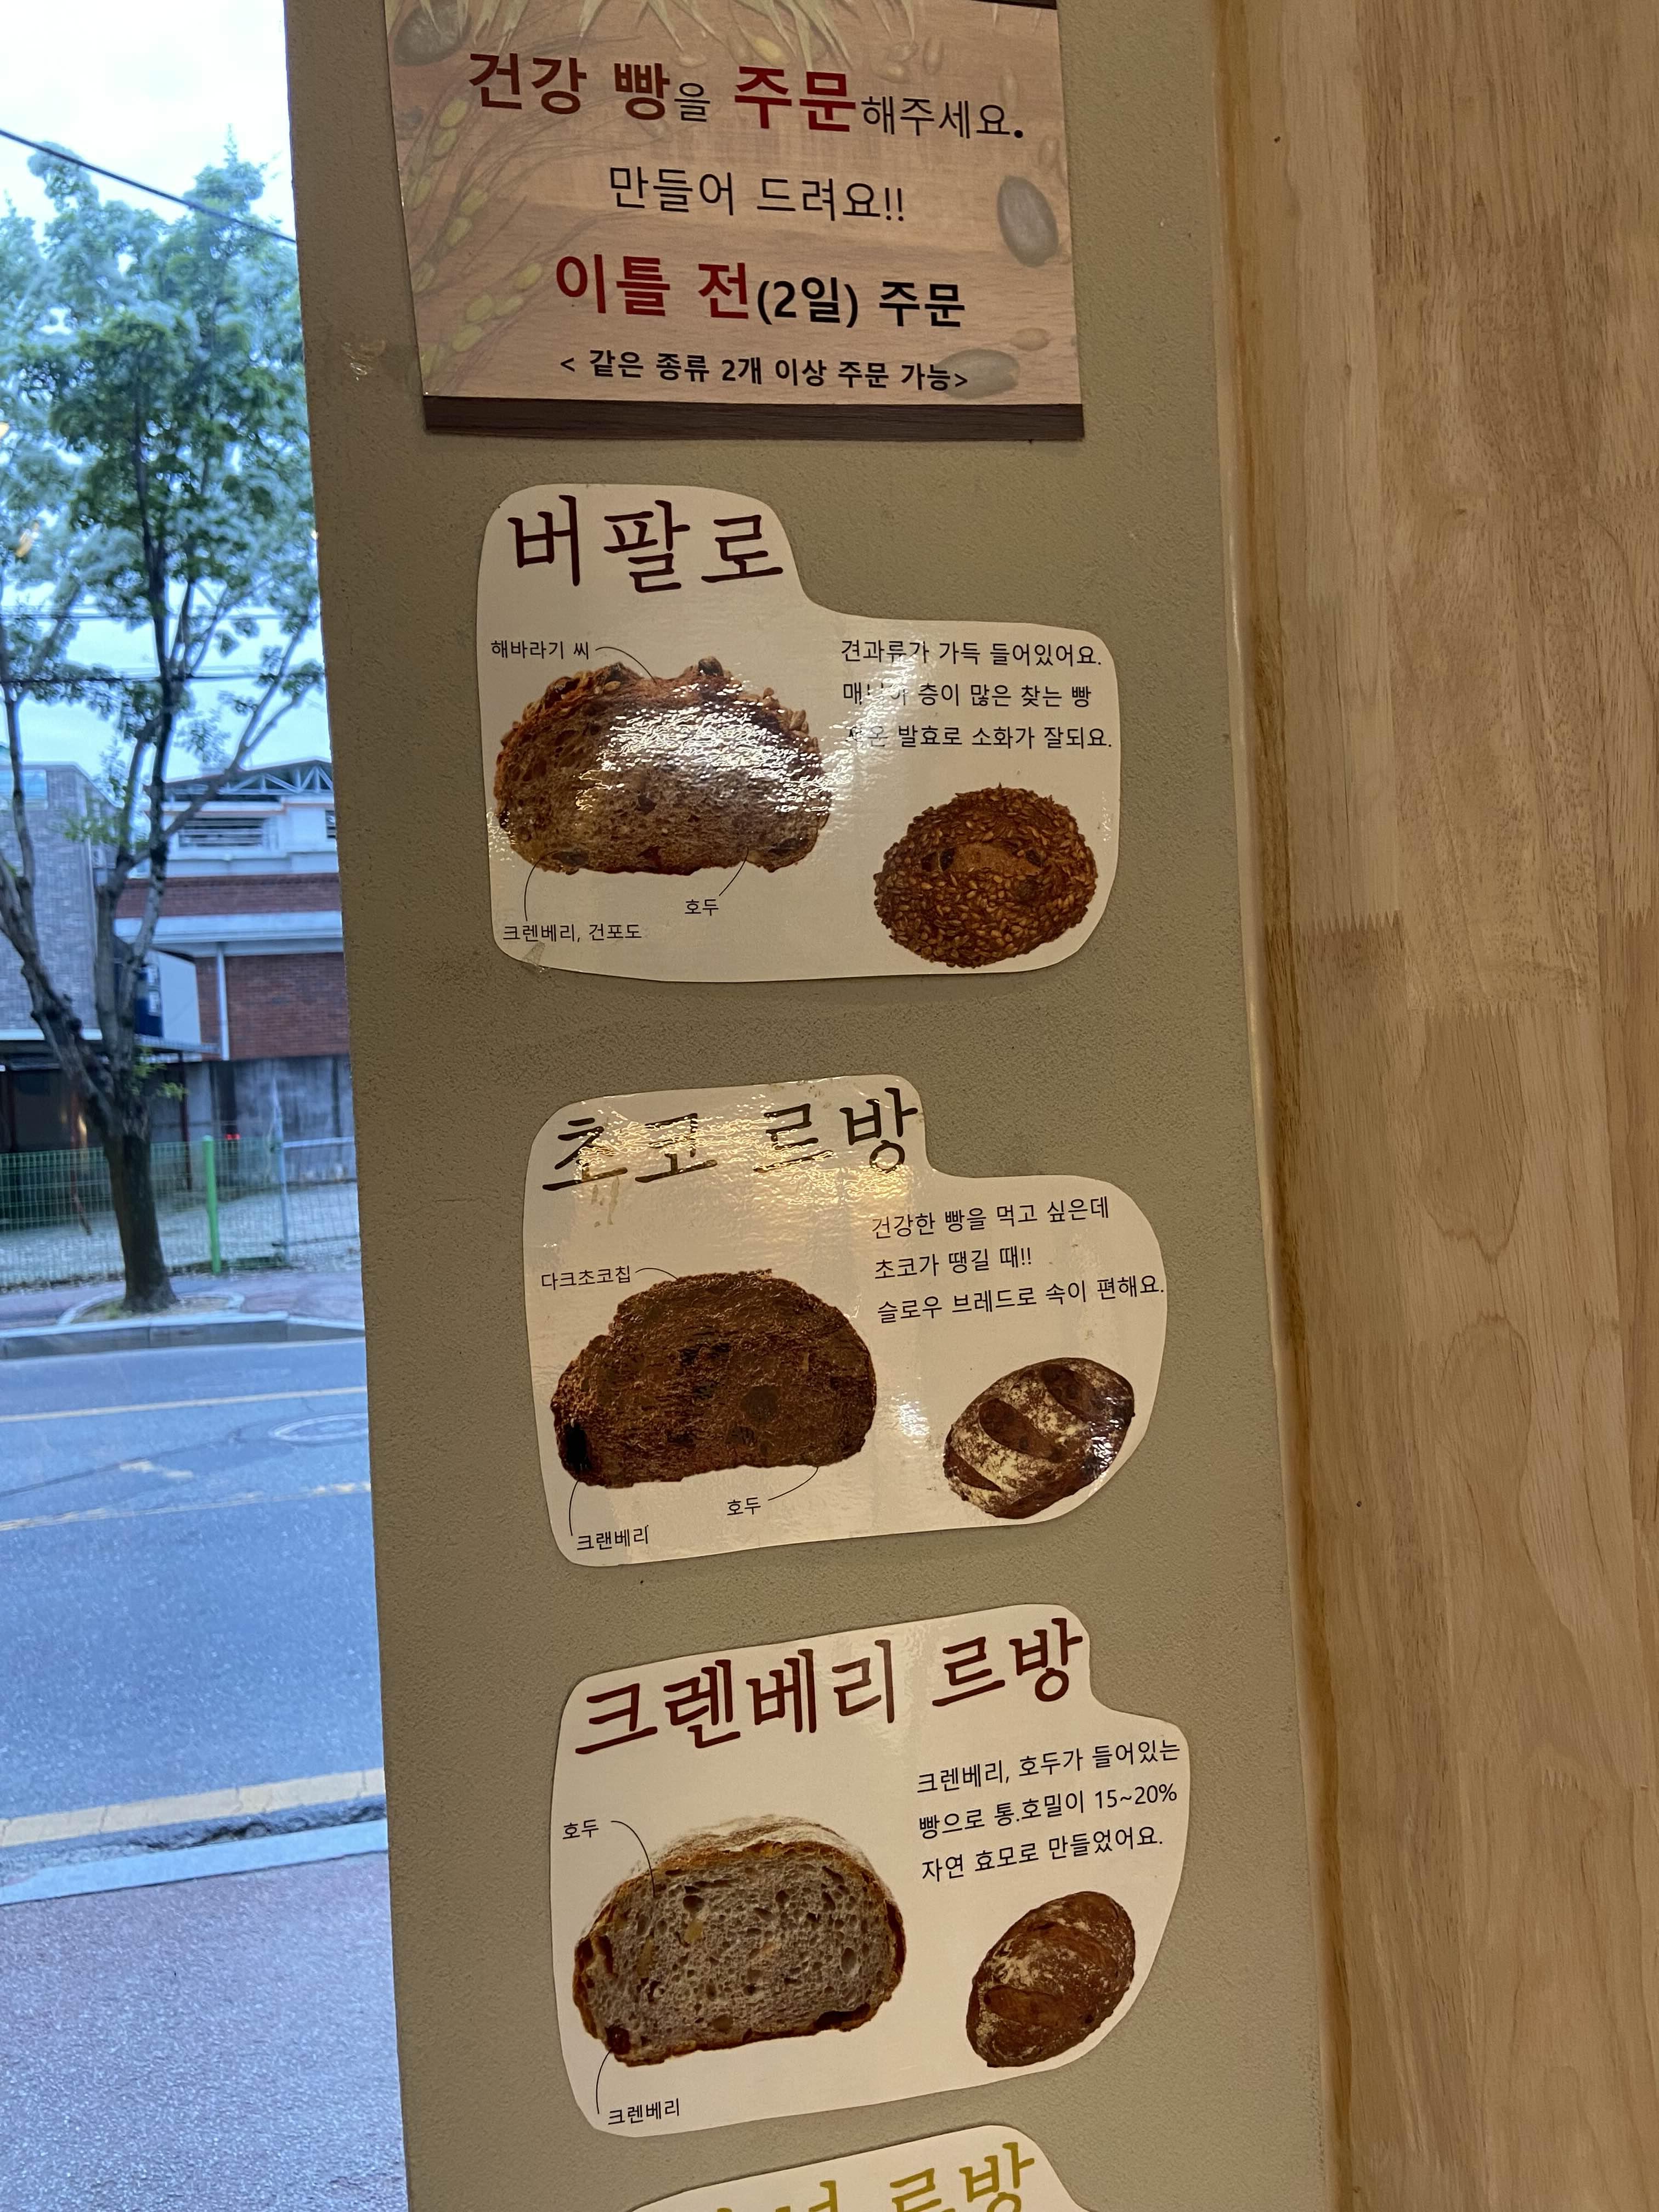 건강 빵을 주문해주세요.
만들어 드려요!!
이틀 전(2일) 주문
< 같은 종류 2개 이상 주문 가능>
버팔로
해바라기 씨
견과류가 가득 들어있어요.
층이 많은 찾는 빵
발효로 소화가 잘되요.
호두
크렌베리, 건포도
초코 르방
건강한 빵을 먹고 싶은데
초코가 땡길 때!!
슬로우 브레드로 속이 편해요.
다크초코칩
호두
크랜베리
크렌베리 르방
크렌베리, 호두가 들어있는
빵으로 통.호밀이 15~20%
자연 효모로 만들었어요.
호두
크렌베리
르방